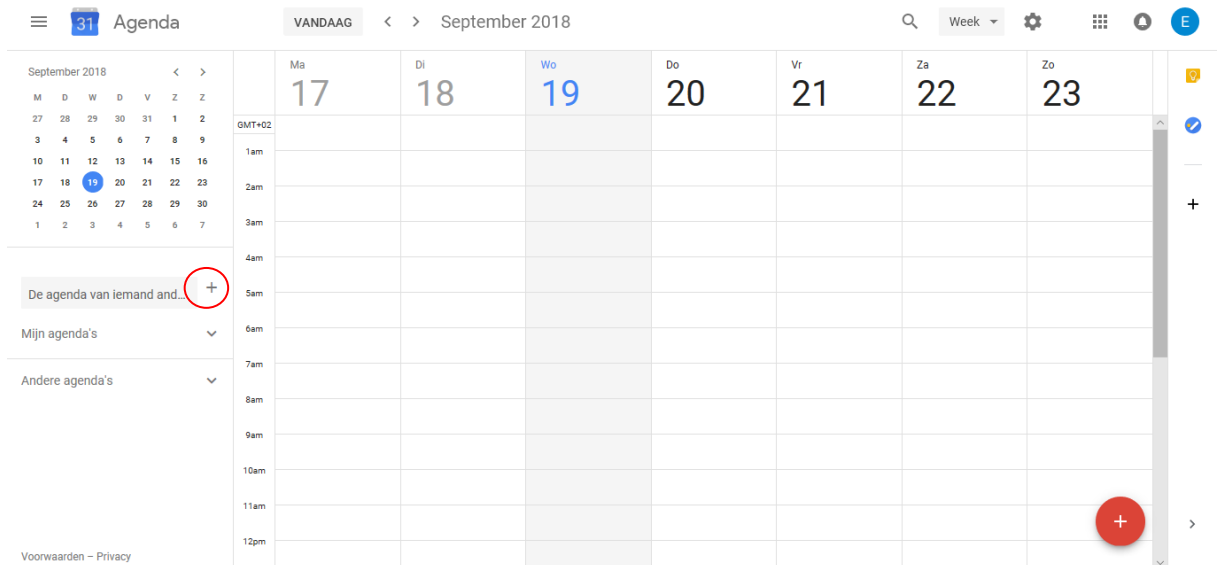 31 Agenda VANDAAG September 2018 Week E
September 2018
M D W D V Z Z
27 28 29 30 31 1 2
3 4 5 6 7 8 9
10 11 12 13 14 15 16
17 18 19 20 21 22 23
24 25 26 27 28 29 30
1 2 3 4 5 6 7
De agenda van iemand and...
Mijn agenda's
Andere agenda's
Voorwaarden – Privacy
Ma Di Wo Do Vr Za Zo
17 18 19 20 21 22 23
GMT+02
1am
2am
3am
4am
5am
6am
7am
8am
9am
10am
11am
12pm